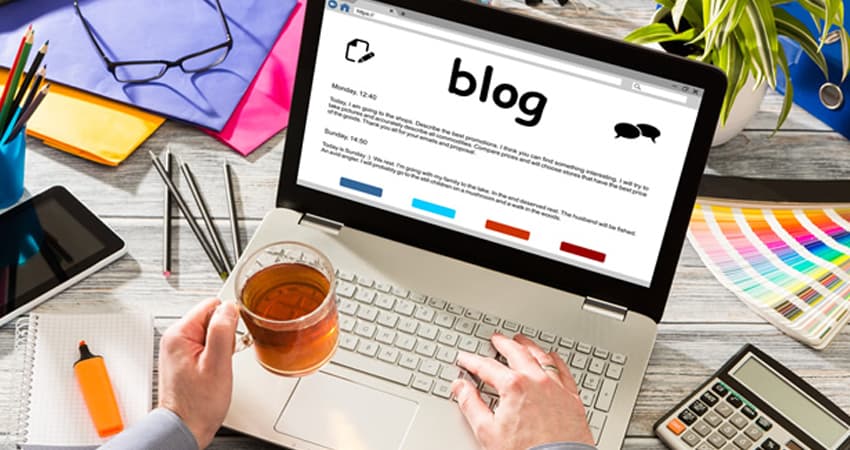 https://
blog
Monday, 12:40
Today, I am going to the shops. Describe the best promotions. I think you can find something interesting. I will try to
take pictures and accurately describe all commodities. Compare prices and will choose stores that have the best price
of the goods. Thank you all for your emails and proposal.
Sunday, 14:50
Today is Sunday :). We rest. I'm going with my family to the lake. In the end deserved rest. The husband will be fished.
An avid angler. I will probably go to the still children on a mushroom and a walk in the woods.